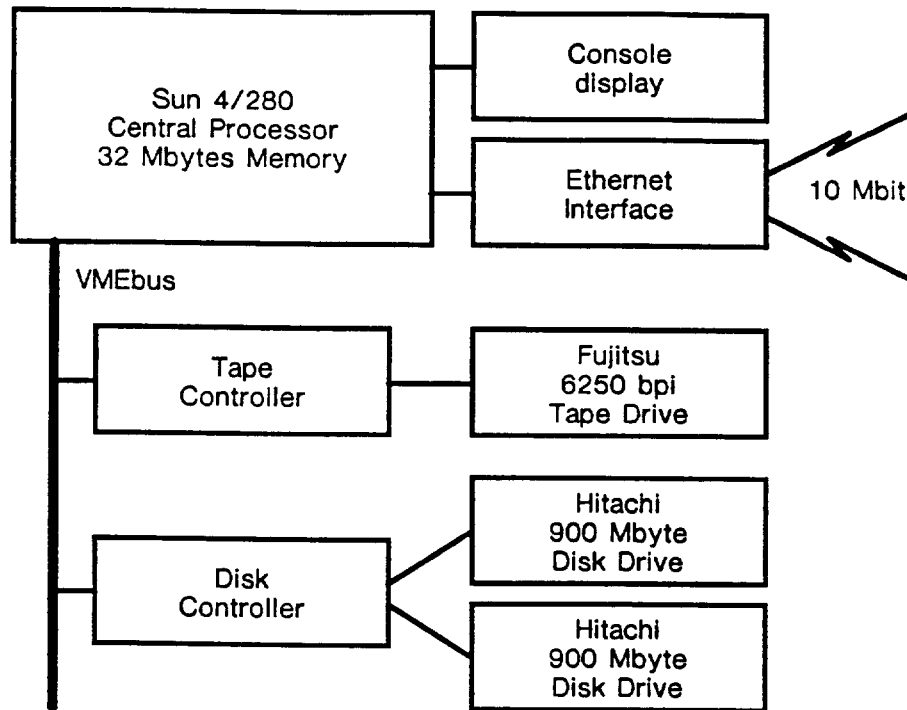 Sun 4/280
Central Processor
32 Mbytes Memory
Console
display
Ethernet
Interface
10 Mbit
VMEbus
Tape
Controller
Fujitsu
6250 bpi
Tape Drive
Disk
Controller
Hitachi
900 Mbyte
Disk Drive
Hitachi
900 Mbyte
Disk Drive